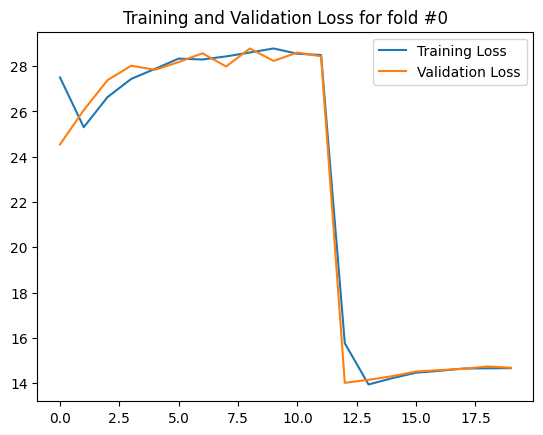 Training and Validation Loss for fold #0
Training Loss
Validation Loss
28
26
24
22
20
18
16
14
0.0 2.5 5.0 7.5 10.0 12.5 15.0 17.5